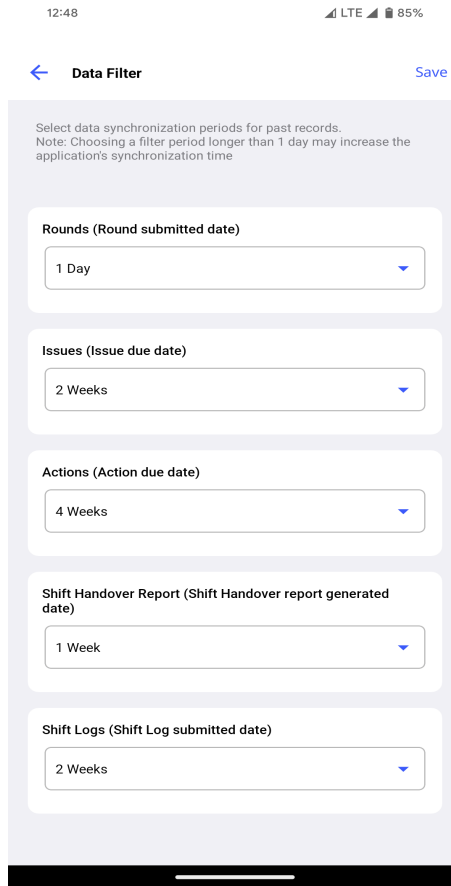 12:48 LTE 85%
Data Filter Save
Select data synchronization periods for past records.
Note: Choosing a filter period longer than 1 day may increase the
application's synchronization time
Rounds (Round submitted date)
1 Day
Issues (Issue due date)
2 Weeks
Actions (Action due date)
4 Weeks
Shift Handover Report (Shift Handover report generated
date)
1 Week
Shift Logs (Shift Log submitted date)
2 Weeks